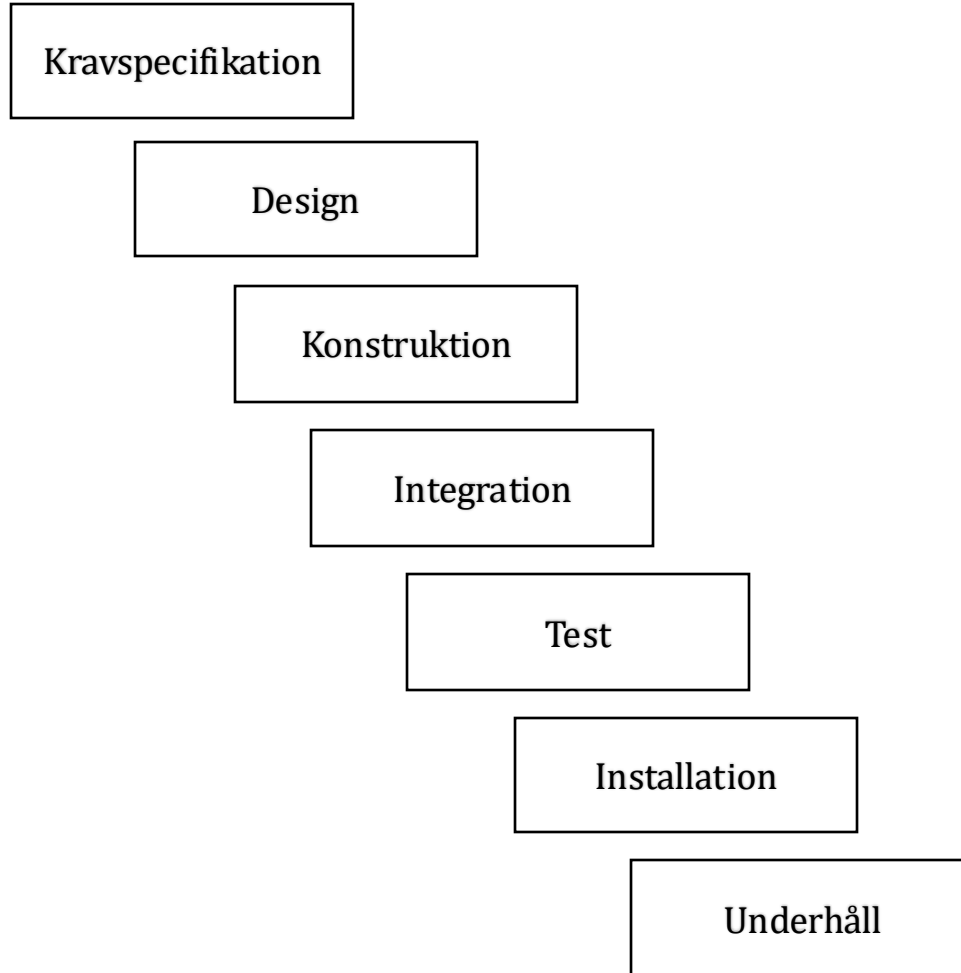 Kravspecifikation
Design
Konstruktion
Integration
Test
Installation
Underhåll